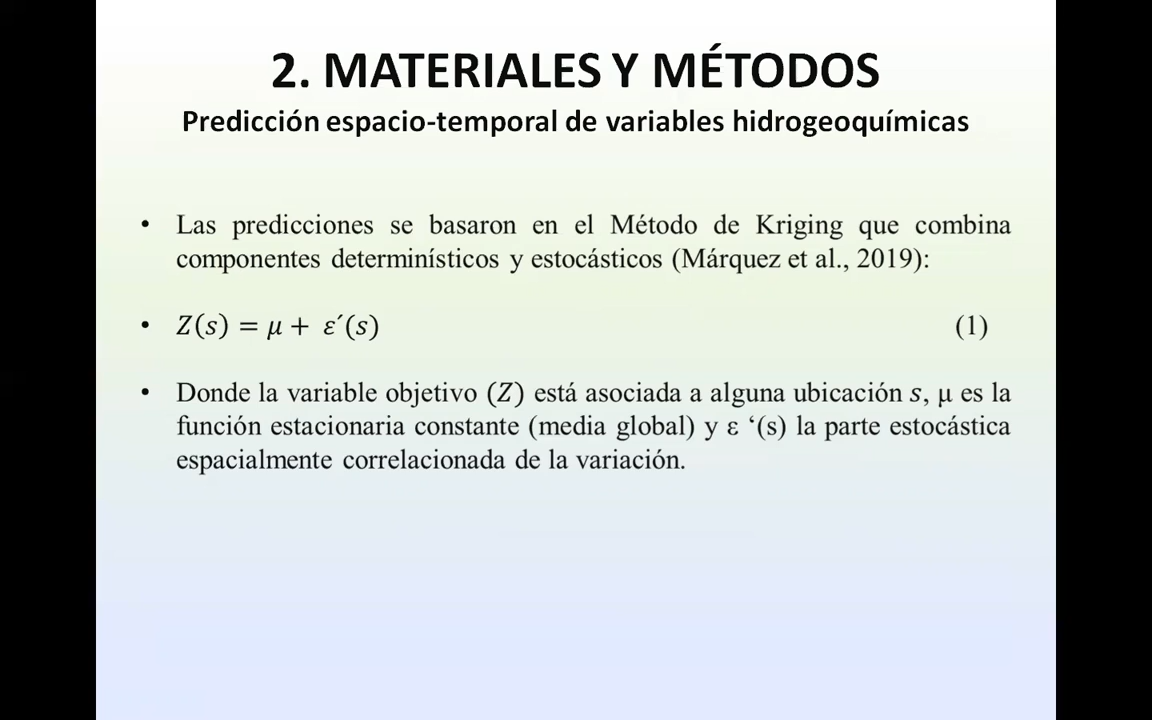 2. MATERIALES Y MÉTODOS
Predicción espacio-temporal de variables hidrogeoquímicas
• Las predicciones se basaron en el Método de Kriging que combina
componentes determinísticos y estocásticos (Márquez et al., 2019):
• Z(s) = μ + ε´(s) (1)
• Donde la variable objetivo (Z) está asociada a alguna ubicación s, μ es la
función estacionaria constante (media global) y ε ‘(s) la parte estocástica
espacialmente correlacionada de la variación.